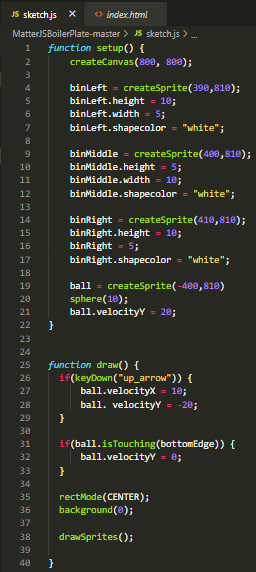 JS sketch.js × <> index.html
MatterJSBoilerPlate-master > JS sketch.js > ...
1 function setup() {
2 createCanvas(800, 800);
3
4 binLeft = createSprite(390,810);
5 binLeft.height = 10;
6 binLeft.width = 5;
7 binLeft.shapecolor = "white";
8
9 binMiddle = createSprite(400,810);
10 binMiddle.height = 5;
11 binMiddle.width = 10;
12 binMiddle.shapecolor = "white";
13
14 binRight = createSprite(410,810);
15 binRight.height = 10;
16 binRight = 5;
17 binRight.shapecolor = "white";
18
19 ball = createSprite(-400,810)
20 sphere(10);
21 ball.velocityY = 20;
22 }
23
24
25 function draw() {
26 if(keyDown("up_arrow")) {
27 ball.velocityX = 10;
28 ball. velocityY = -20;
29 }
30
31 if(ball.isTouching(bottomEdge)) {
32 ball.velocityY = 0;
33 }
34
35 rectMode(CENTER);
36 background(0);
37
38 drawSprites();
39
40 }